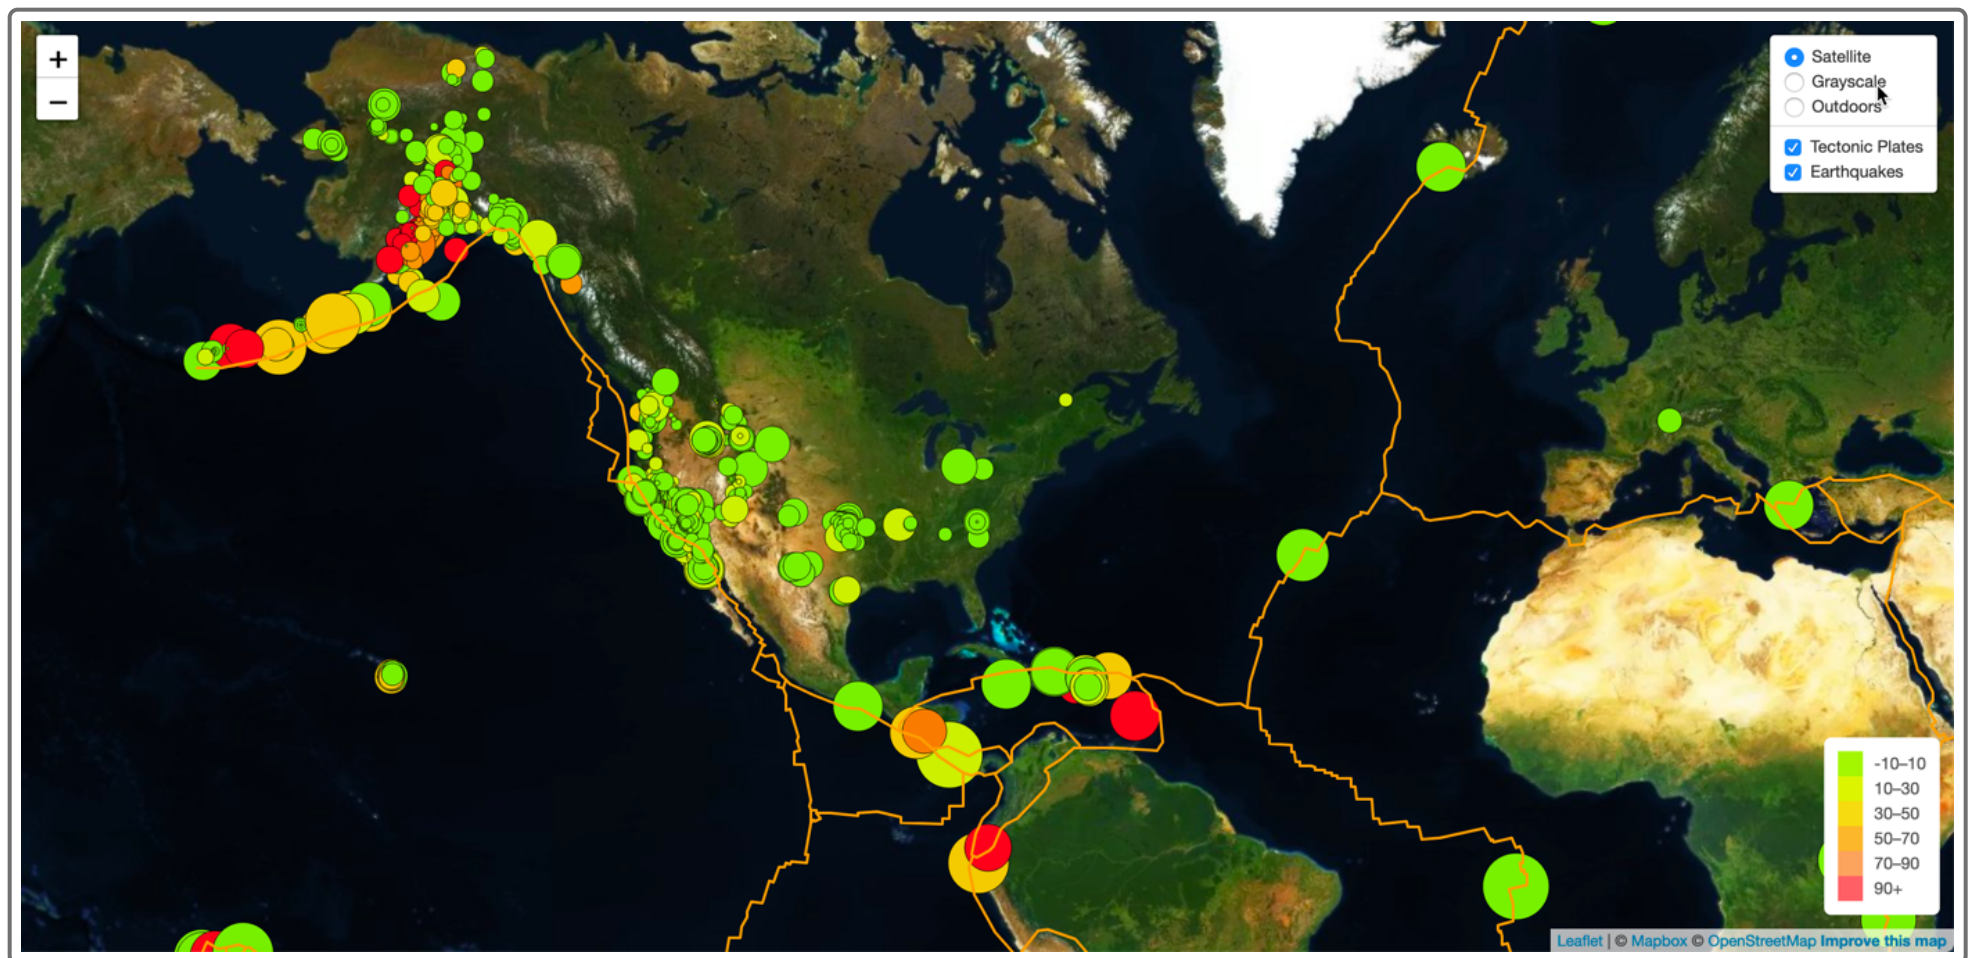 +
−
Satellite
Grayscale
Outdoors
Tectonic Plates
Earthquakes
-10–10
10–30
30–50
50–70
70–90
90+
Leaflet | © Mapbox © OpenStreetMap Improve this map